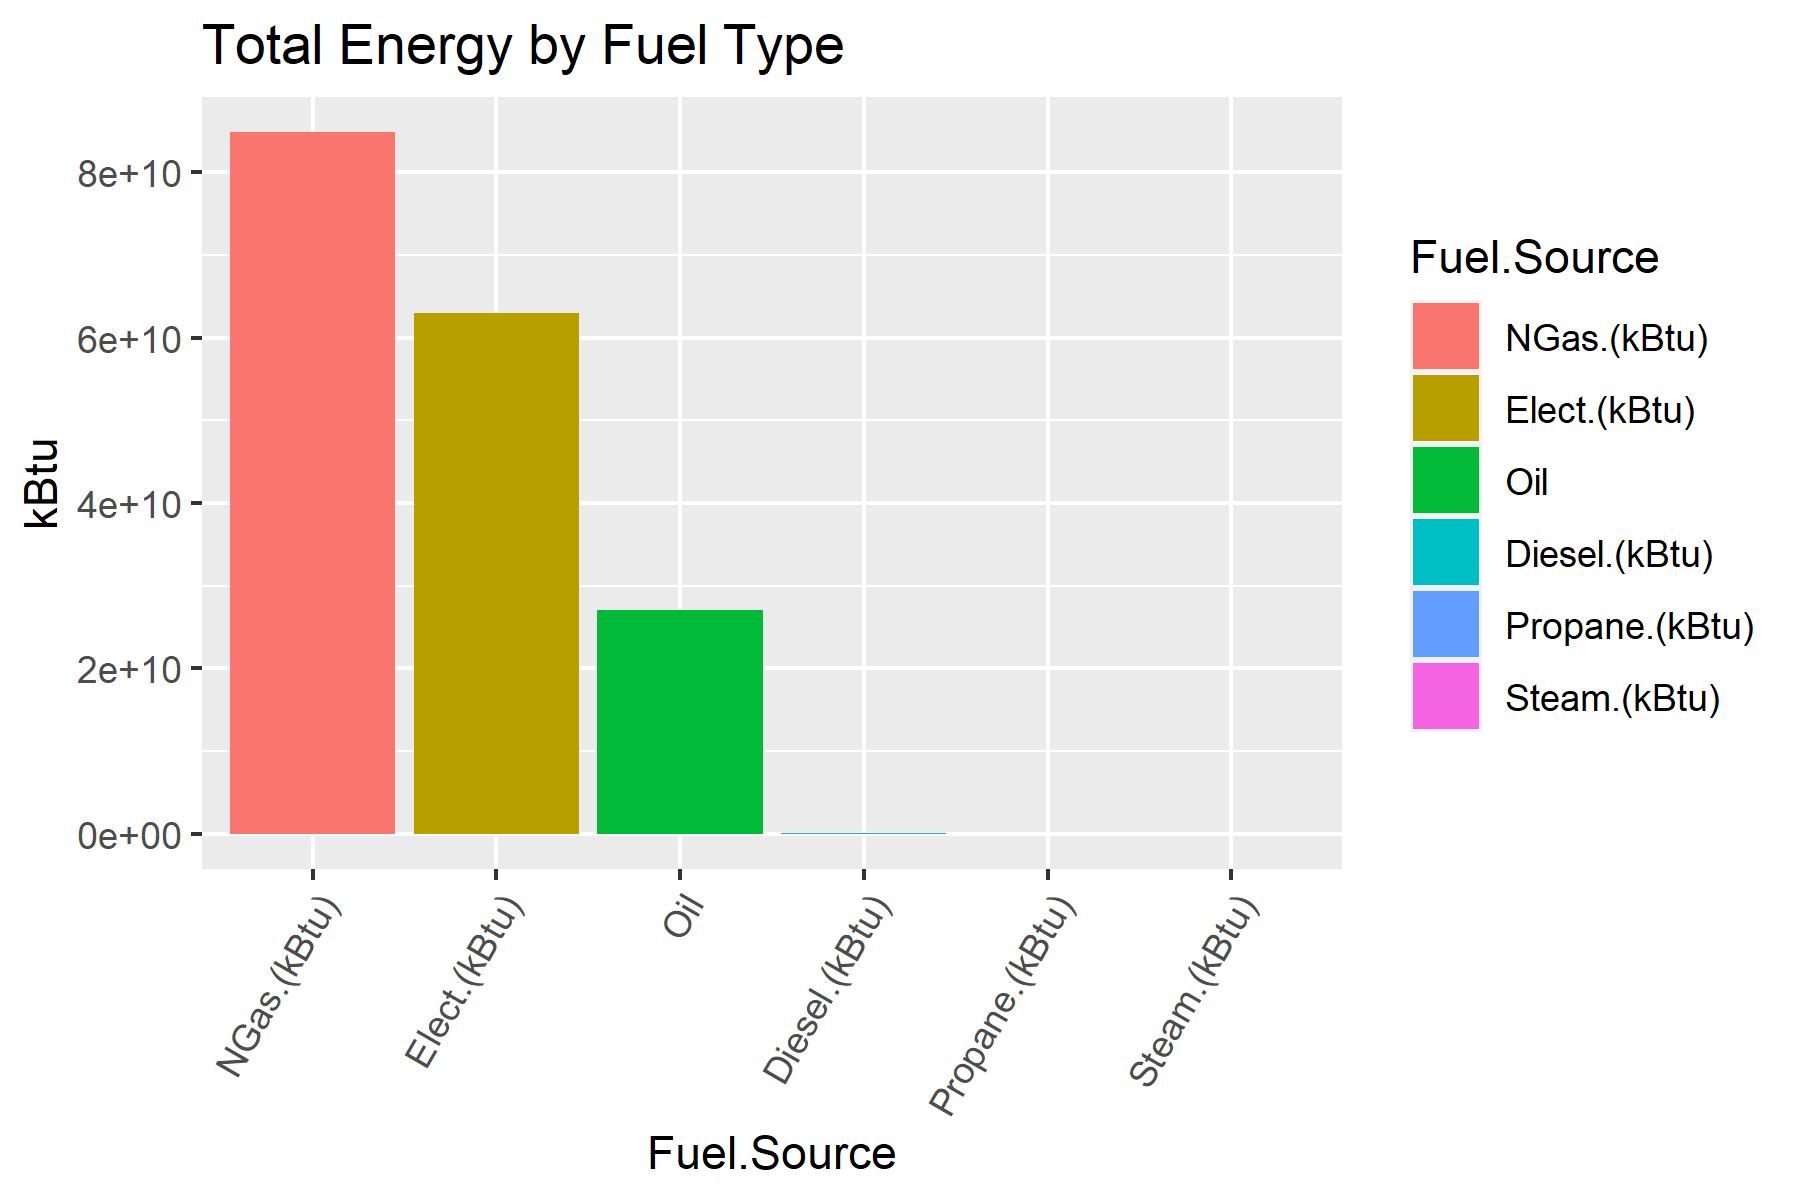 Total Energy by Fuel Type
kBtu
8e+10
6e+10
4e+10
2e+10
0e+00
NGas.(kBtu)
Elect.(kBtu)
Oil
Diesel.(kBtu)
Propane.(kBtu)
Steam.(kBtu)
Fuel.Source
Fuel.Source
NGas.(kBtu)
Elect.(kBtu)
Oil
Diesel.(kBtu)
Propane.(kBtu)
Steam.(kBtu)